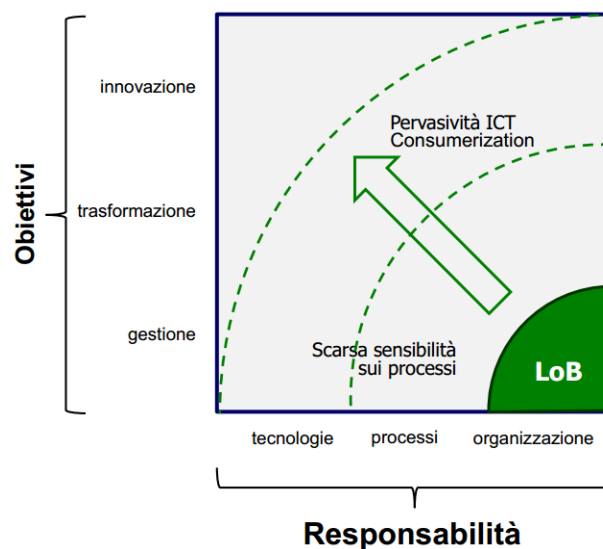 Obiettivi
innovazione
trasformazione
gestione
Pervasività ICT
Consumerization
Scarsa sensibilità
sui processi
LoB
tecnologie
processi
organizzazione
Responsabilità